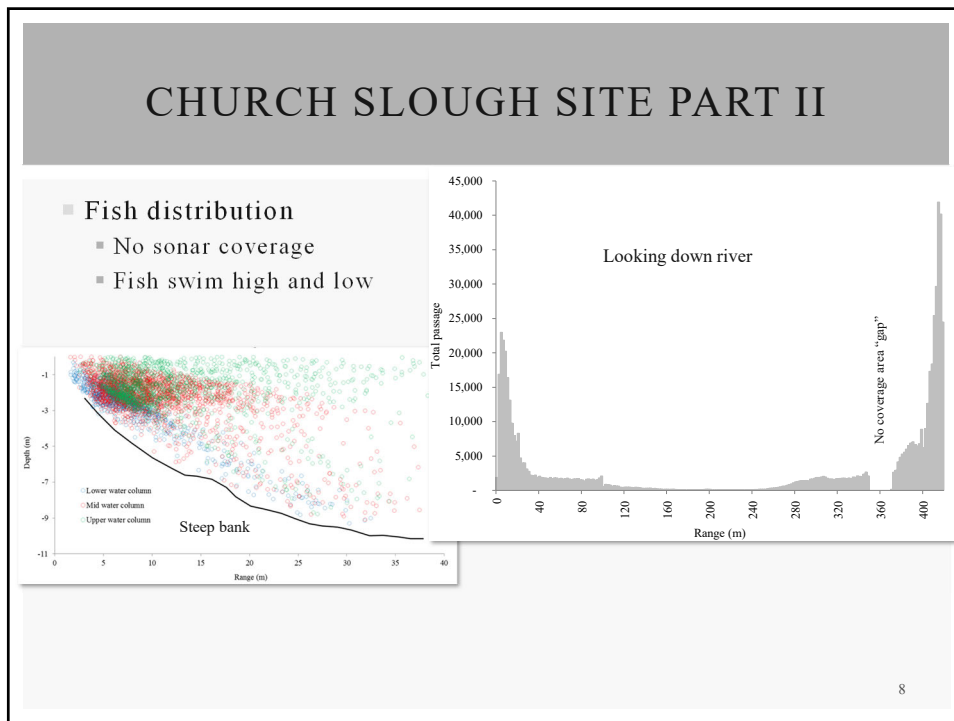 CHURCH SLOUGH SITE PART II
Fish distribution
No sonar coverage
Fish swim high and low
-1
-3
-5
-7
-9
-11
Depth (m)
Lower water column
Mid water column
Upper water column
Steep bank
0 5 10 15 20 25 30 35 40
Range (m)
45,000
40,000
35,000
30,000
25,000
20,000
15,000
10,000
5,000
-
Total passage
Looking down river
No coverage area “gap”
0 40 80 120 160 200 240 280 320 360 400
Range (m)
8